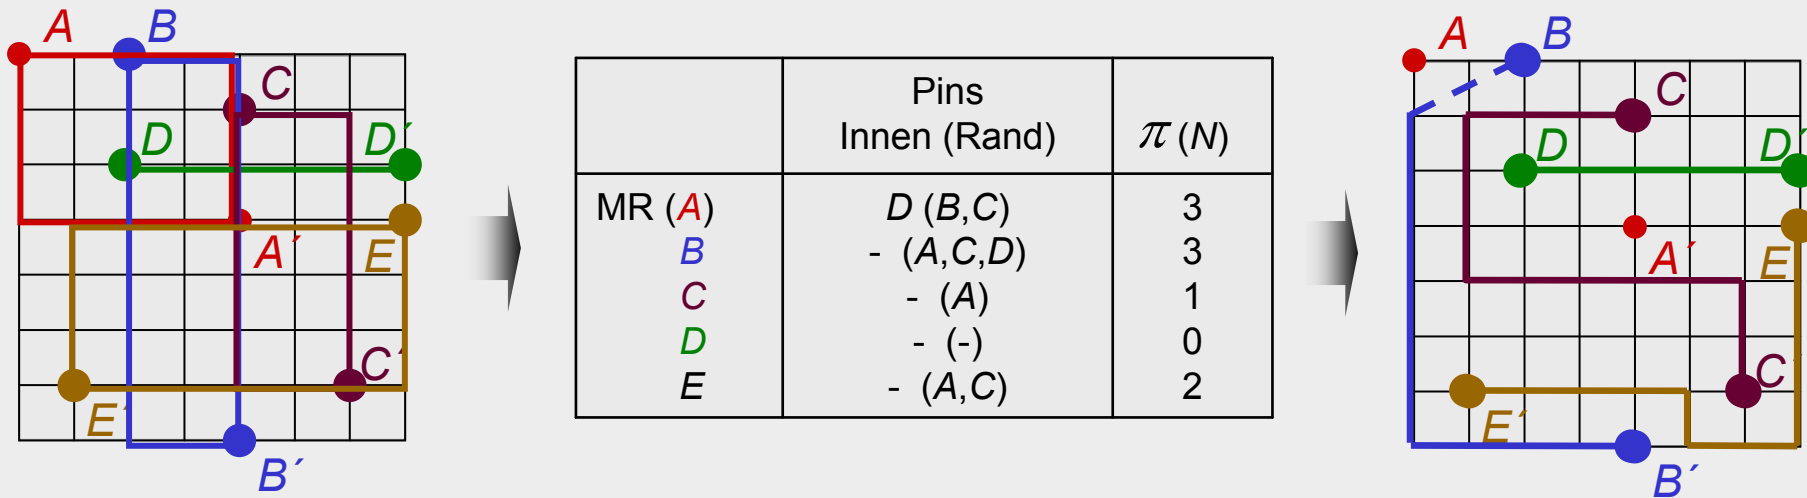 A B
C
D D´
A´ E
C´
E´
B´
Pins
Innen (Rand) π (N)
MR (A) D (B,C) 3
B - (A,C,D) 3
C - (A) 1
D - (-) 0
E - (A,C) 2
A B
C
D D´
A´ E
C´
E´
B´